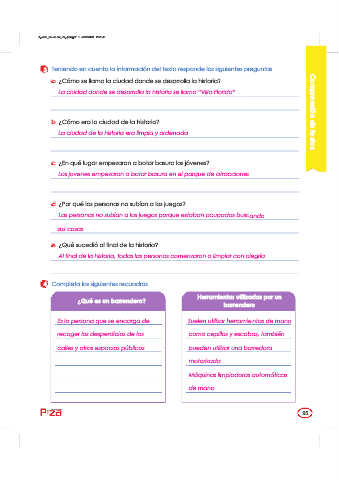 3 Teniendo en cuenta la información del texto responde las siguientes preguntas
a. ¿Cómo se llama la ciudad donde se desarrolla la historia?
La ciudad donde se desarrolla la historia se llama "Villa Florida"
b. ¿Cómo era la ciudad de la historia?
La ciudad de la historia era limpia y ordenada
c. ¿En qué lugar empezaron a botar basura los jóvenes?
Los jovenes empezaron a botar basura en el parque de atracciones
d. ¿Por qué las personas no subían a los juegos?
Las personas no subían a los juegos porque estaban ocupadas buscando
sus cosas
e. ¿Qué sucedió al final de la historia?
Al final de la historia, todas las personas comenzaron a limpiar con alegría
4 Completa los siguientes recuadros
¿Qué es un barrendero?
Es la persona que se encarga de
recoger los desperdicios de las
calles y otros espacios públicos
Herramientas utilizadas por un
barrendero
Suelen utilizar herramientas de mano
como cepillos y escobas, también
pueden utilizar una barredora
motorizada
Máquinas limpiadoras automáticas
de mano
Comprensión de textos
P:za